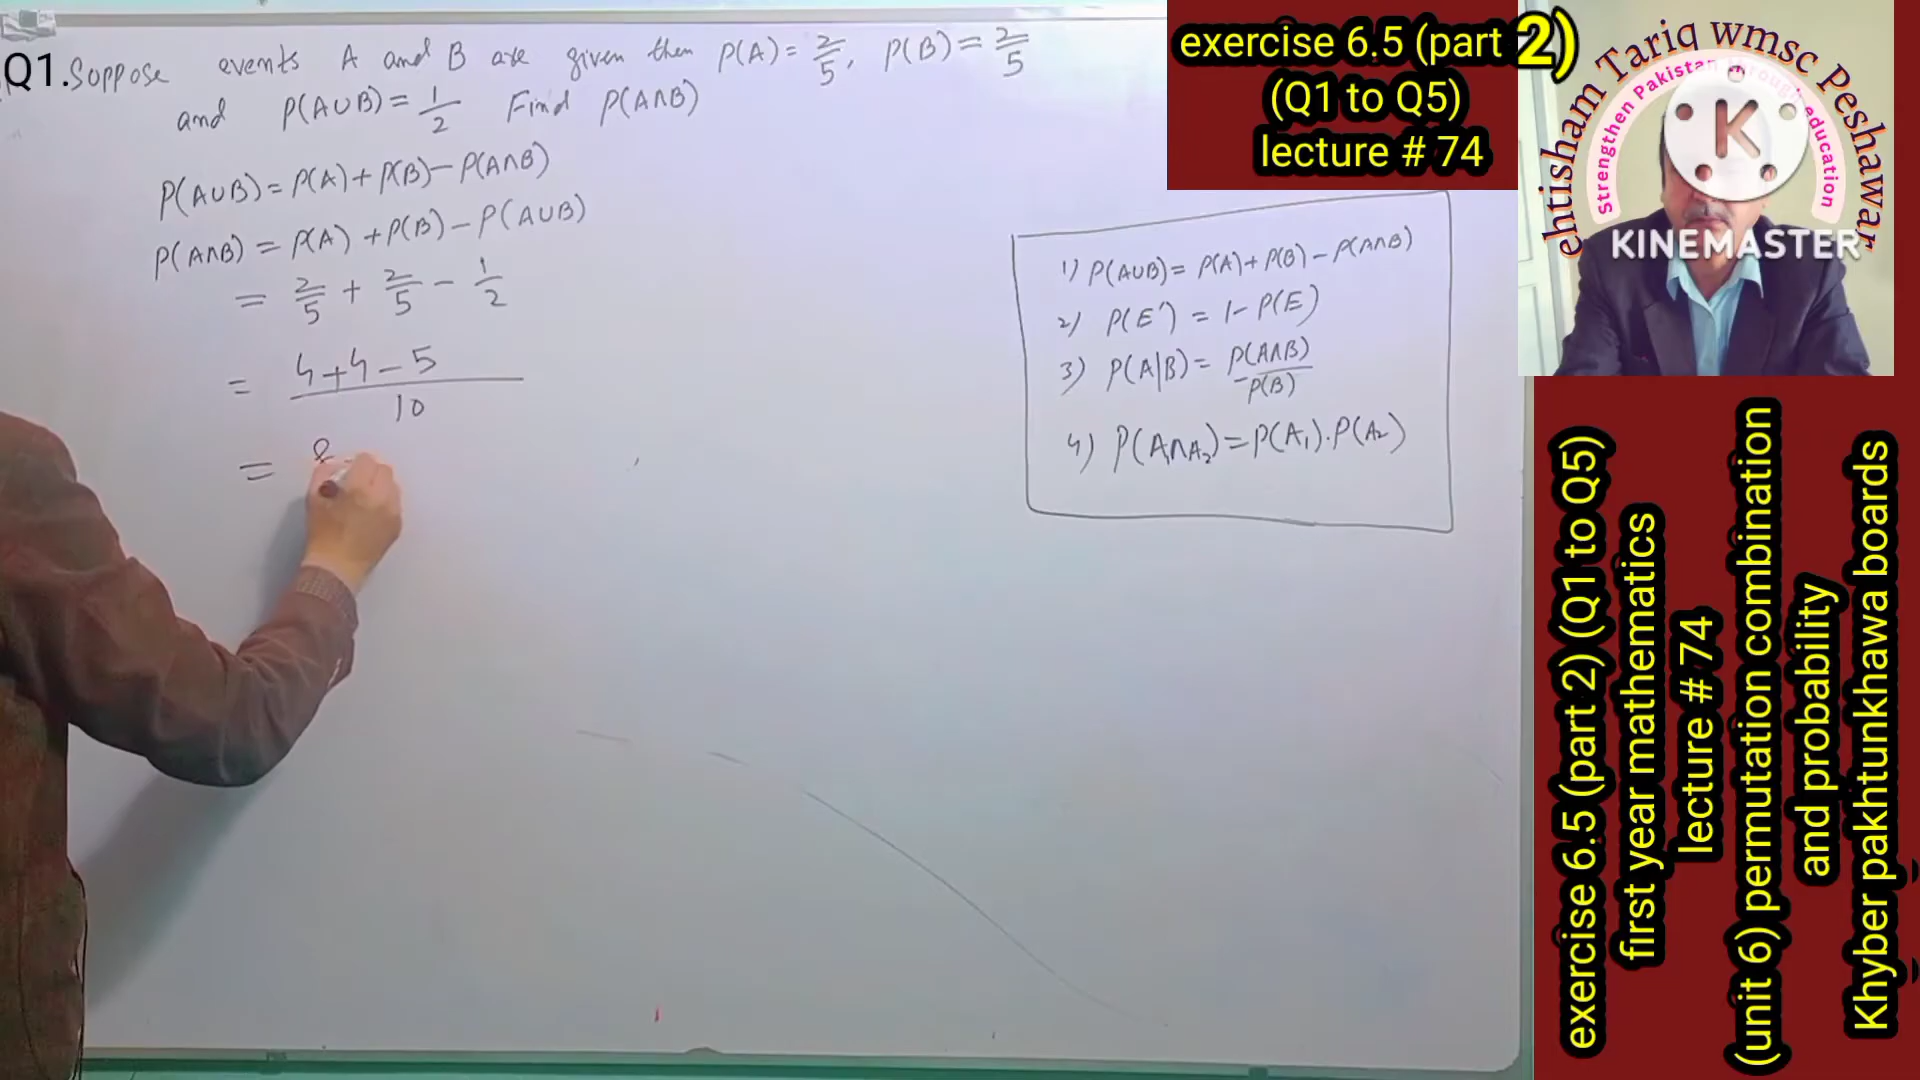 Q1. Suppose events A and B are given then P(A) = 2/5, P(B) = 2/5
and P(A∪B) = 1/2 Find P(A∩B)
P(A∪B) = P(A) + P(B) – P(A∩B)
P(A∩B) = P(A) + P(B) – P(A∪B)
= 2/5 + 2/5 – 1/2
= 4+4–5
10
= 8
1) P(A∪B) = P(A) + P(B) – P(A∩B)
2) P(E′) = 1 – P(E)
3) P(A|B) = P(A∩B)/P(B)
4) P(A₁∩A₂) = P(A₁).P(A₂)
exercise 6.5 (part 2)
(Q1 to Q5)
lecture # 74
ehtisham Tariq wmsc Peshawar
Strengthen Pakistan through education
K
KINEMASTER
exercise 6.5 (part 2) (Q1 to Q5)
first year mathematics
lecture # 74
(unit 6) permutation combination
and probability
Khyber pakhtunkhawa boards